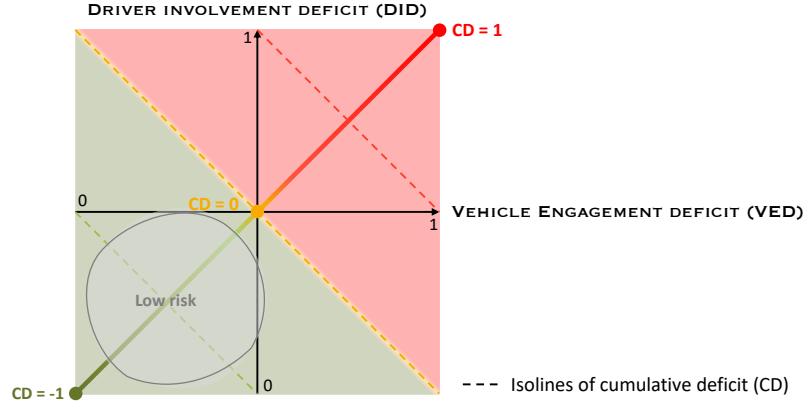 DRIVER INVOLVEMENT DEFICIT (DID)
CD = 1
1
0
CD = 0
VEHICLE ENGAGEMENT DEFICIT (VED)
1
Low risk
0
CD = -1
Isolines of cumulative deficit (CD)